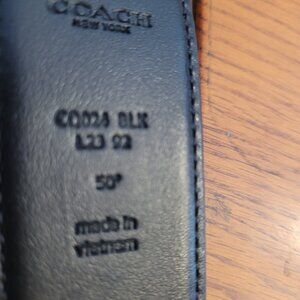 COACH
NEW YORK
CQ024 BLK
L23 92
50"
made in
vietnam